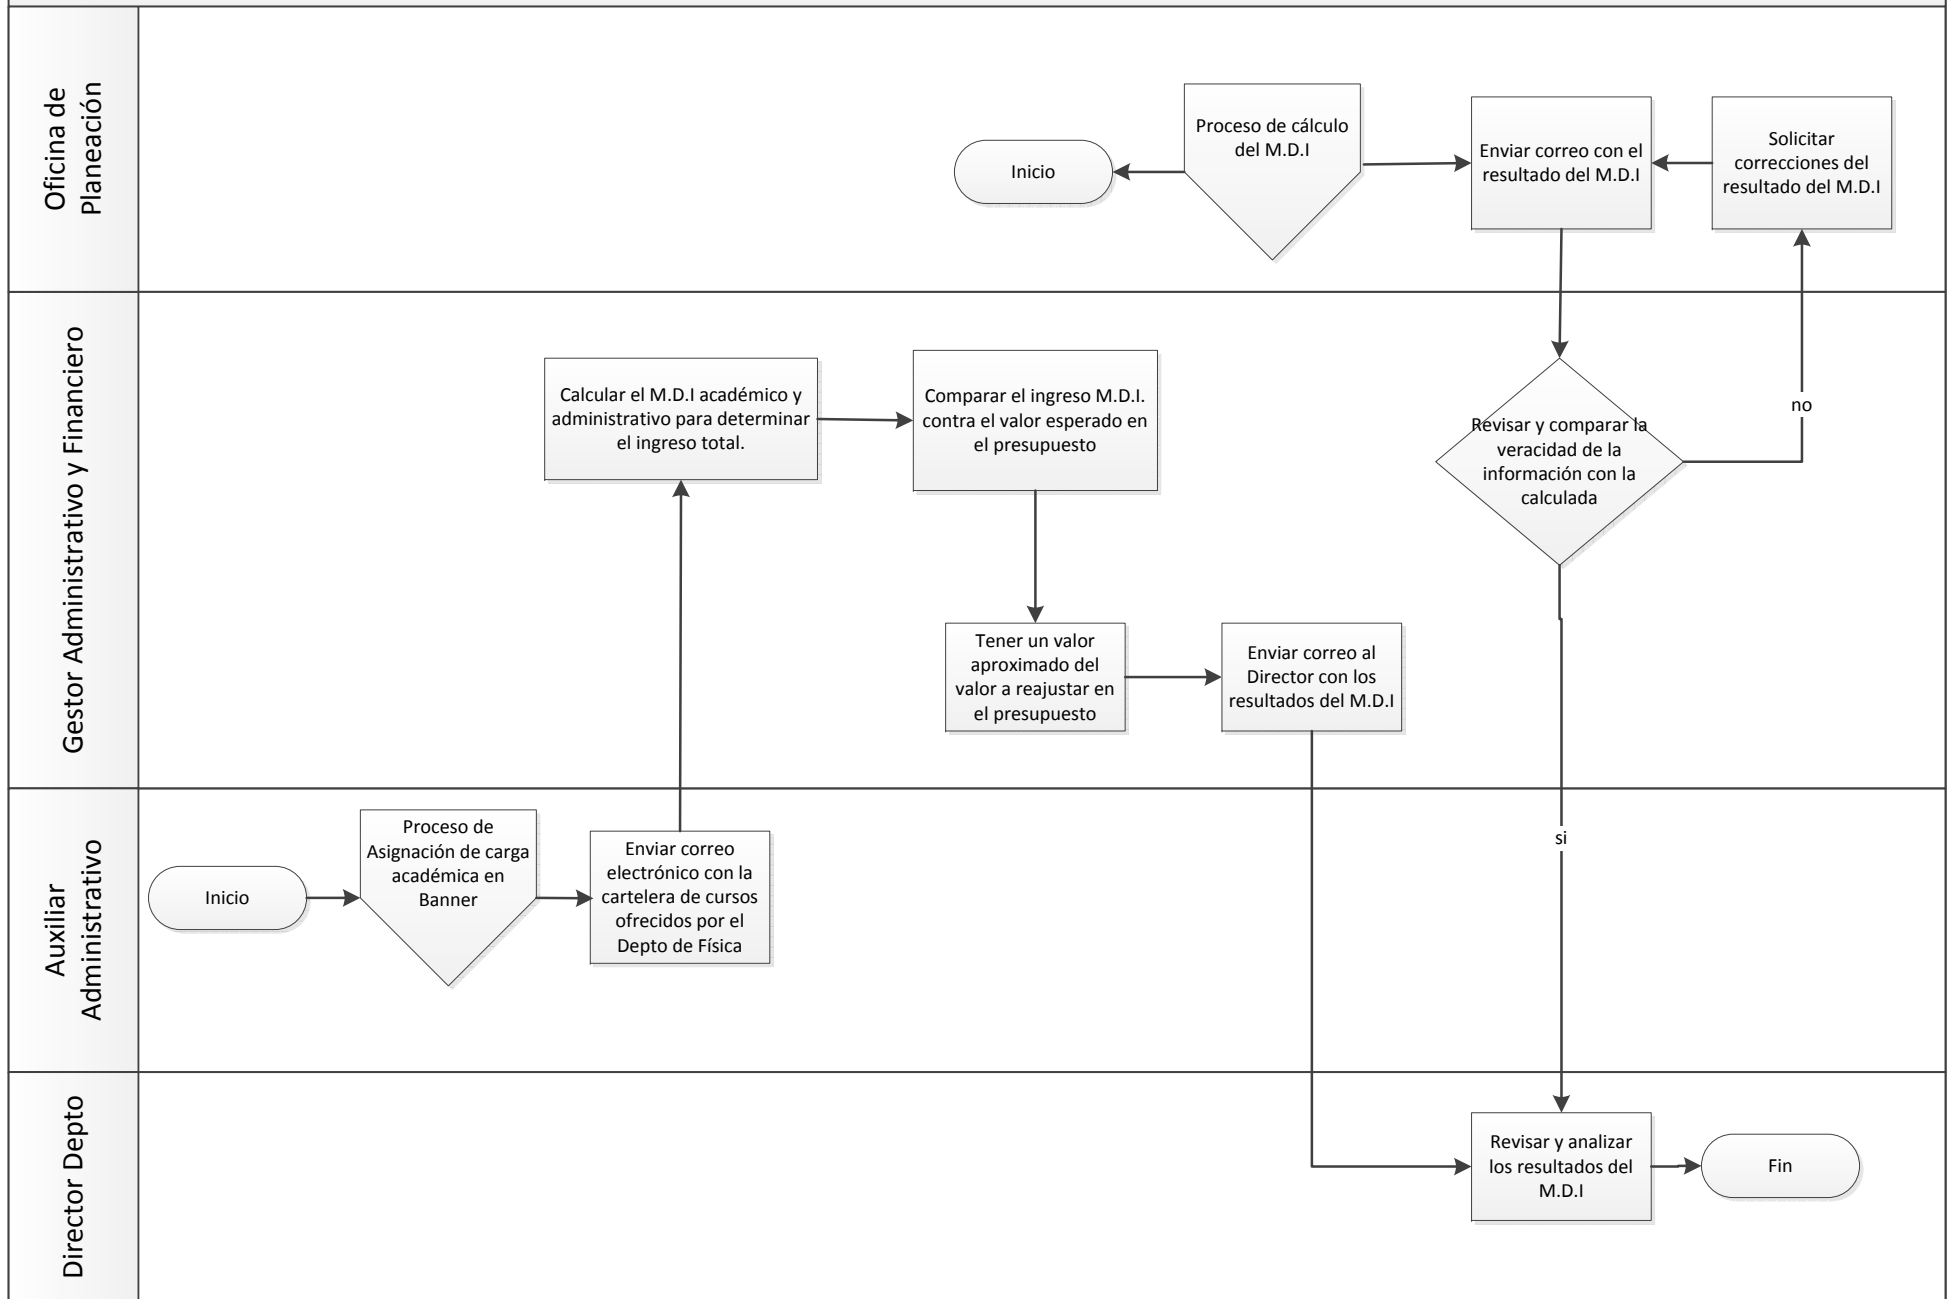 Oficina de
Planeación
Inicio
Proceso de cálculo
del M.D.I
Enviar correo con el
resultado del M.D.I
Solicitar
correcciones del
resultado del M.D.I
Gestor Administrativo y Financiero
Calcular el M.D.I académico y
administrativo para determinar
el ingreso total.
Comparar el ingreso M.D.I.
contra el valor esperado en
el presupuesto
Revisar y comparar la
veracidad de la
información con la
calculada
no
Tener un valor
aproximado del
valor a reajustar en
el presupuesto
Enviar correo al
Director con los
resultados del M.D.I
Auxiliar
Administrativo
Inicio
Proceso de
Asignación de carga
académica en
Banner
Enviar correo
electrónico con la
cartelera de cursos
ofrecidos por el
Depto de Física
si
Director Depto
Revisar y analizar
los resultados del
M.D.I
Fin